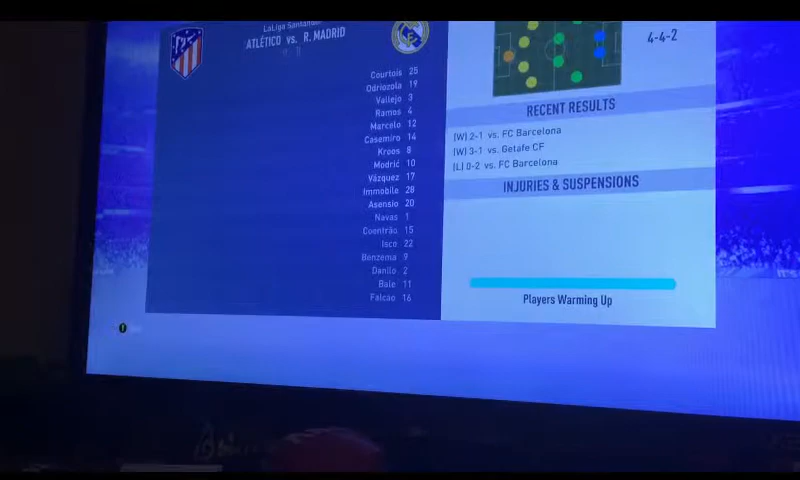 LaLiga Santander
ATLÉTICO vs. R. MADRID
Courtois 25
Odriozola 19
Vallejo 3
Ramos 4
Marcelo 12
Casemiro 14
Kroos 8
Modrić 10
Vázquez 17
Immobile 28
Asensio 20
Navas 1
Coentrão 15
Isco 22
Benzema 9
Danilo 2
Bale 11
Falcao 16
4-4-2
RECENT RESULTS
(W) 2-1 vs. FC Barcelona
(W) 3-1 vs. Getafe CF
(L) 0-2 vs. FC Barcelona
INJURIES & SUSPENSIONS
Players Warming Up
IT'S